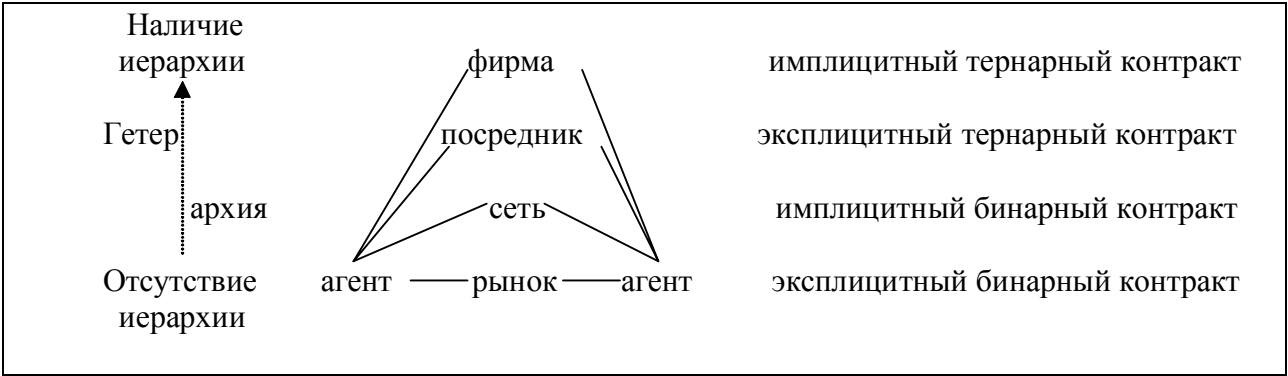 Наличие
иерархии фирма имплицитный тернарный контракт
Гетер посредник эксплицитный тернарный контракт
архия сеть имплицитный бинарный контракт
Отсутствие агент рынок агент эксплицитный бинарный контракт
иерархии